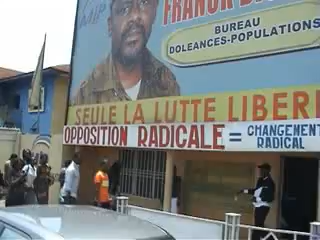 FRANCK
BUREAU
DOLEANCES-POPULATIONS
SEULE LA LUTTE LIBERE
OPPOSITION RADICALE = CHANGEMENT
RADICAL